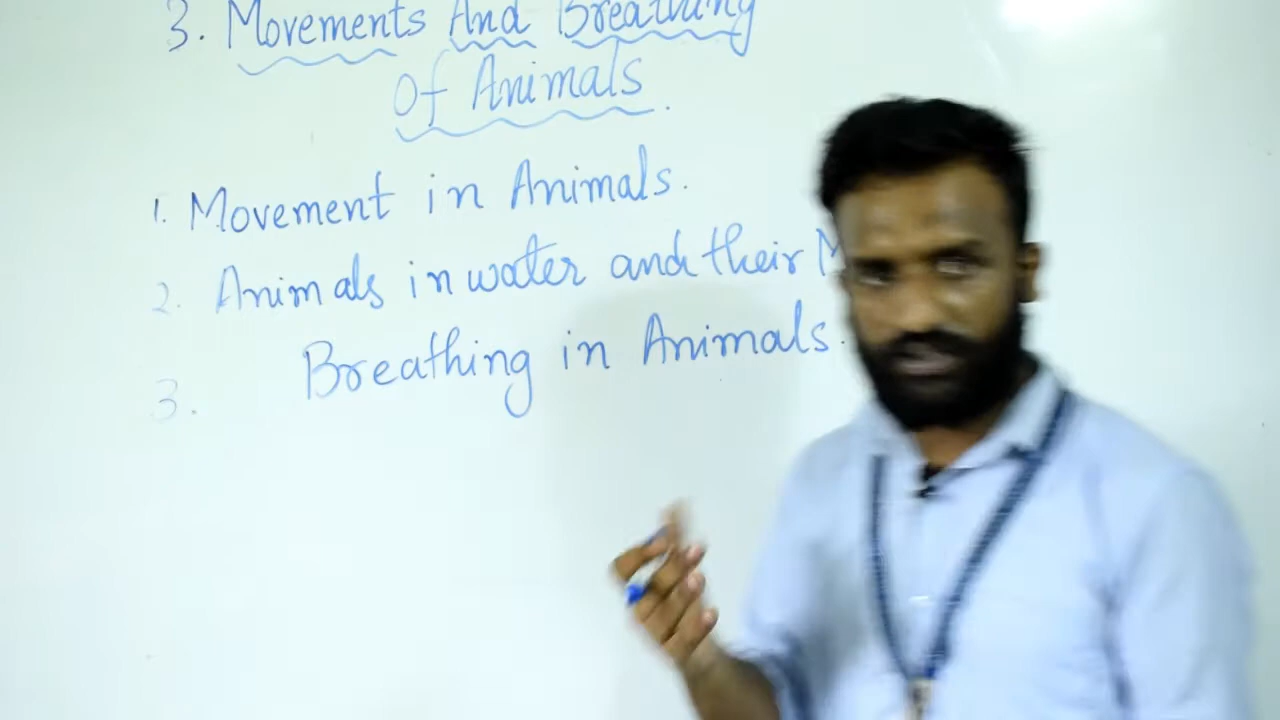 3. Movements And Breathing
Of Animals.
1. Movement in Animals.
2. Animals in water and their
3. Breathing in Animals.